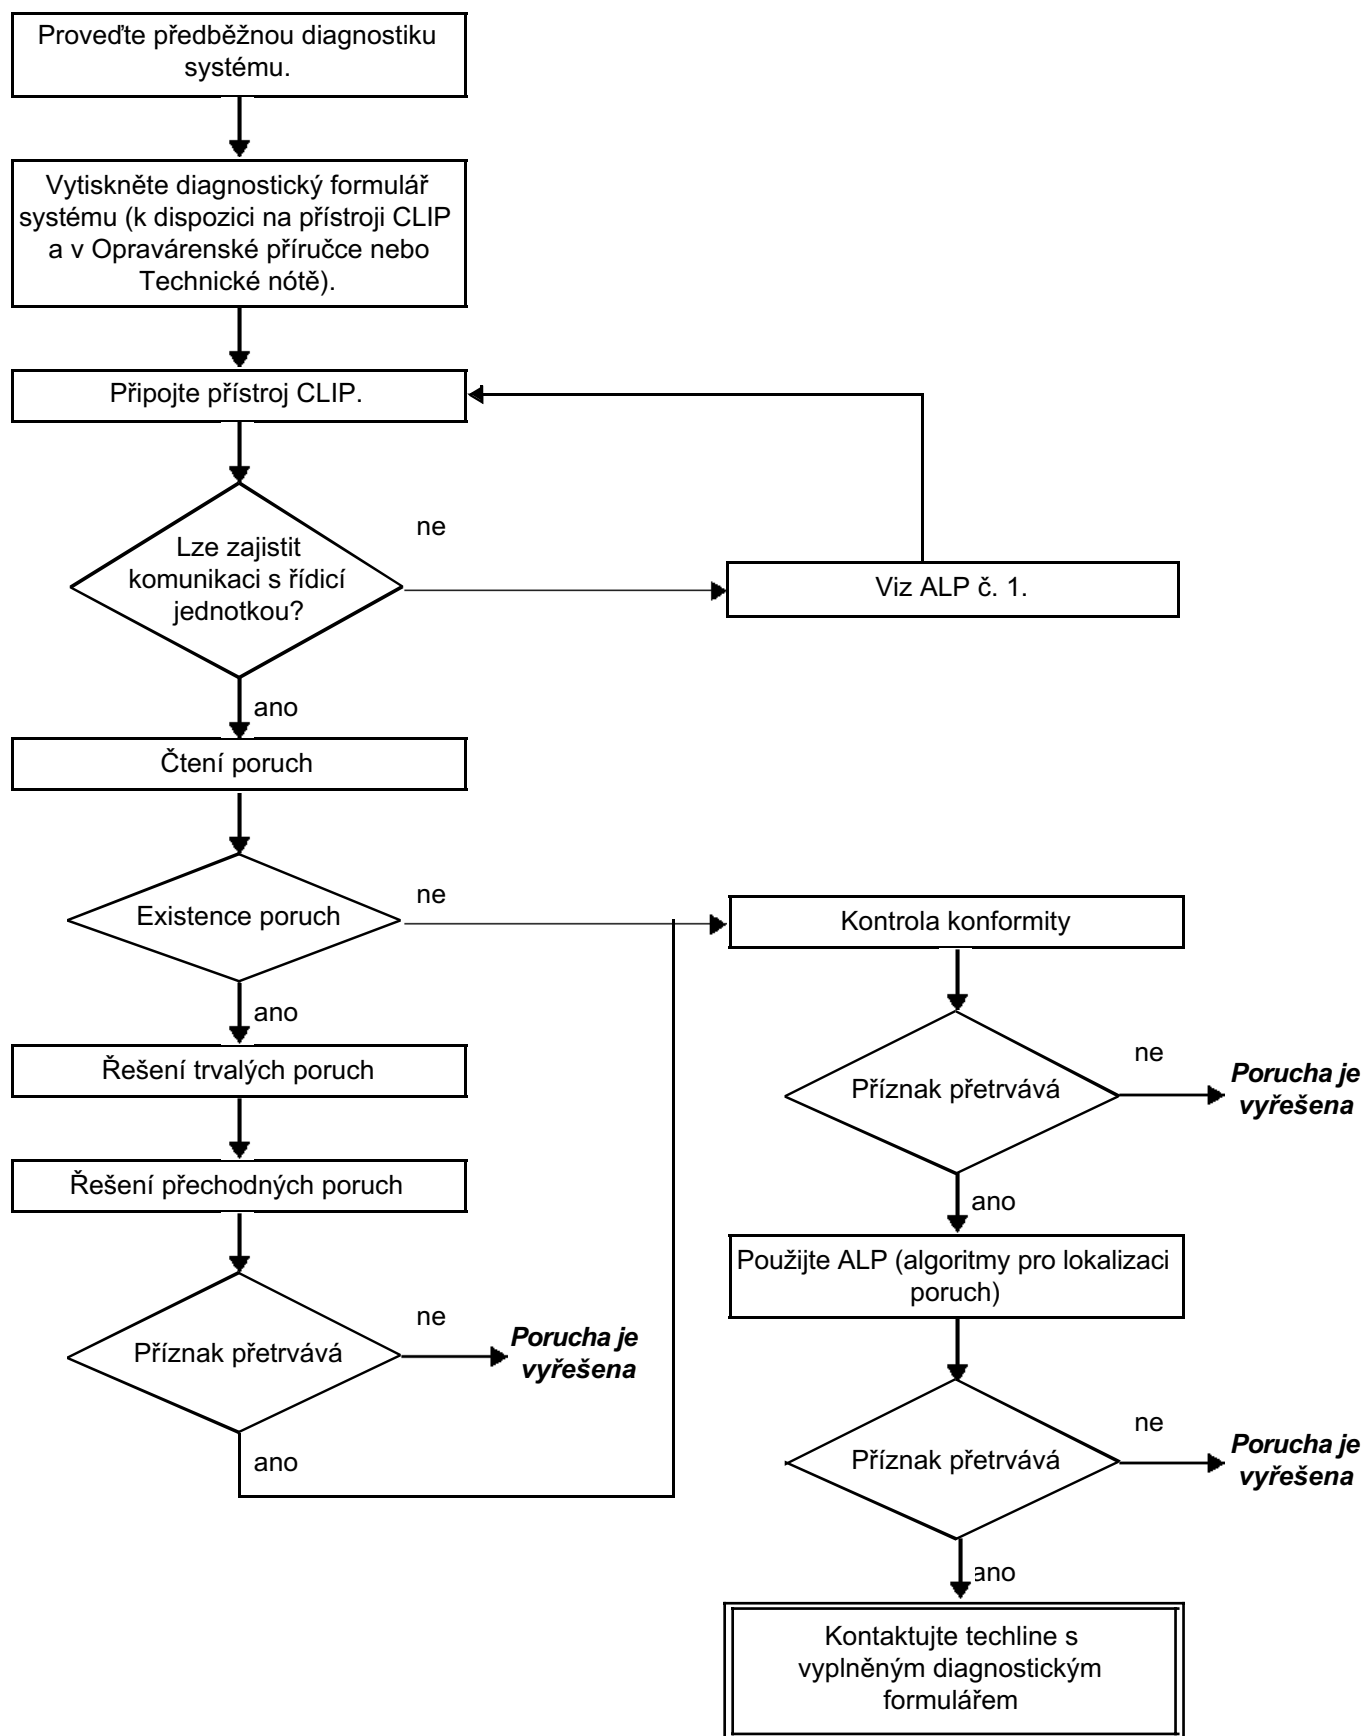 Proveďte předběžnou diagnostiku
systému.
Vytiskněte diagnostický formulář
systému (k dispozici na přístroji CLIP
a v Opravárenské příručce nebo
Technické nótě).
Připojte přístroj CLIP.
Lze zajistit
komunikaci s řídicí
jednotkou?
ne
Viz ALP č. 1.
ano
Čtení poruch
Existence poruch
ne
ano
Řešení trvalých poruch
Řešení přechodných poruch
Příznak přetrvává
ne
Porucha je
vyřešena
ano
Kontrola konformity
Příznak přetrvává
ne
Porucha je
vyřešena
ano
Použijte ALP (algoritmy pro lokalizaci
poruch)
Příznak přetrvává
ne
Porucha je
vyřešena
ano
Kontaktujte techline s
vyplněným diagnostickým
formulářem